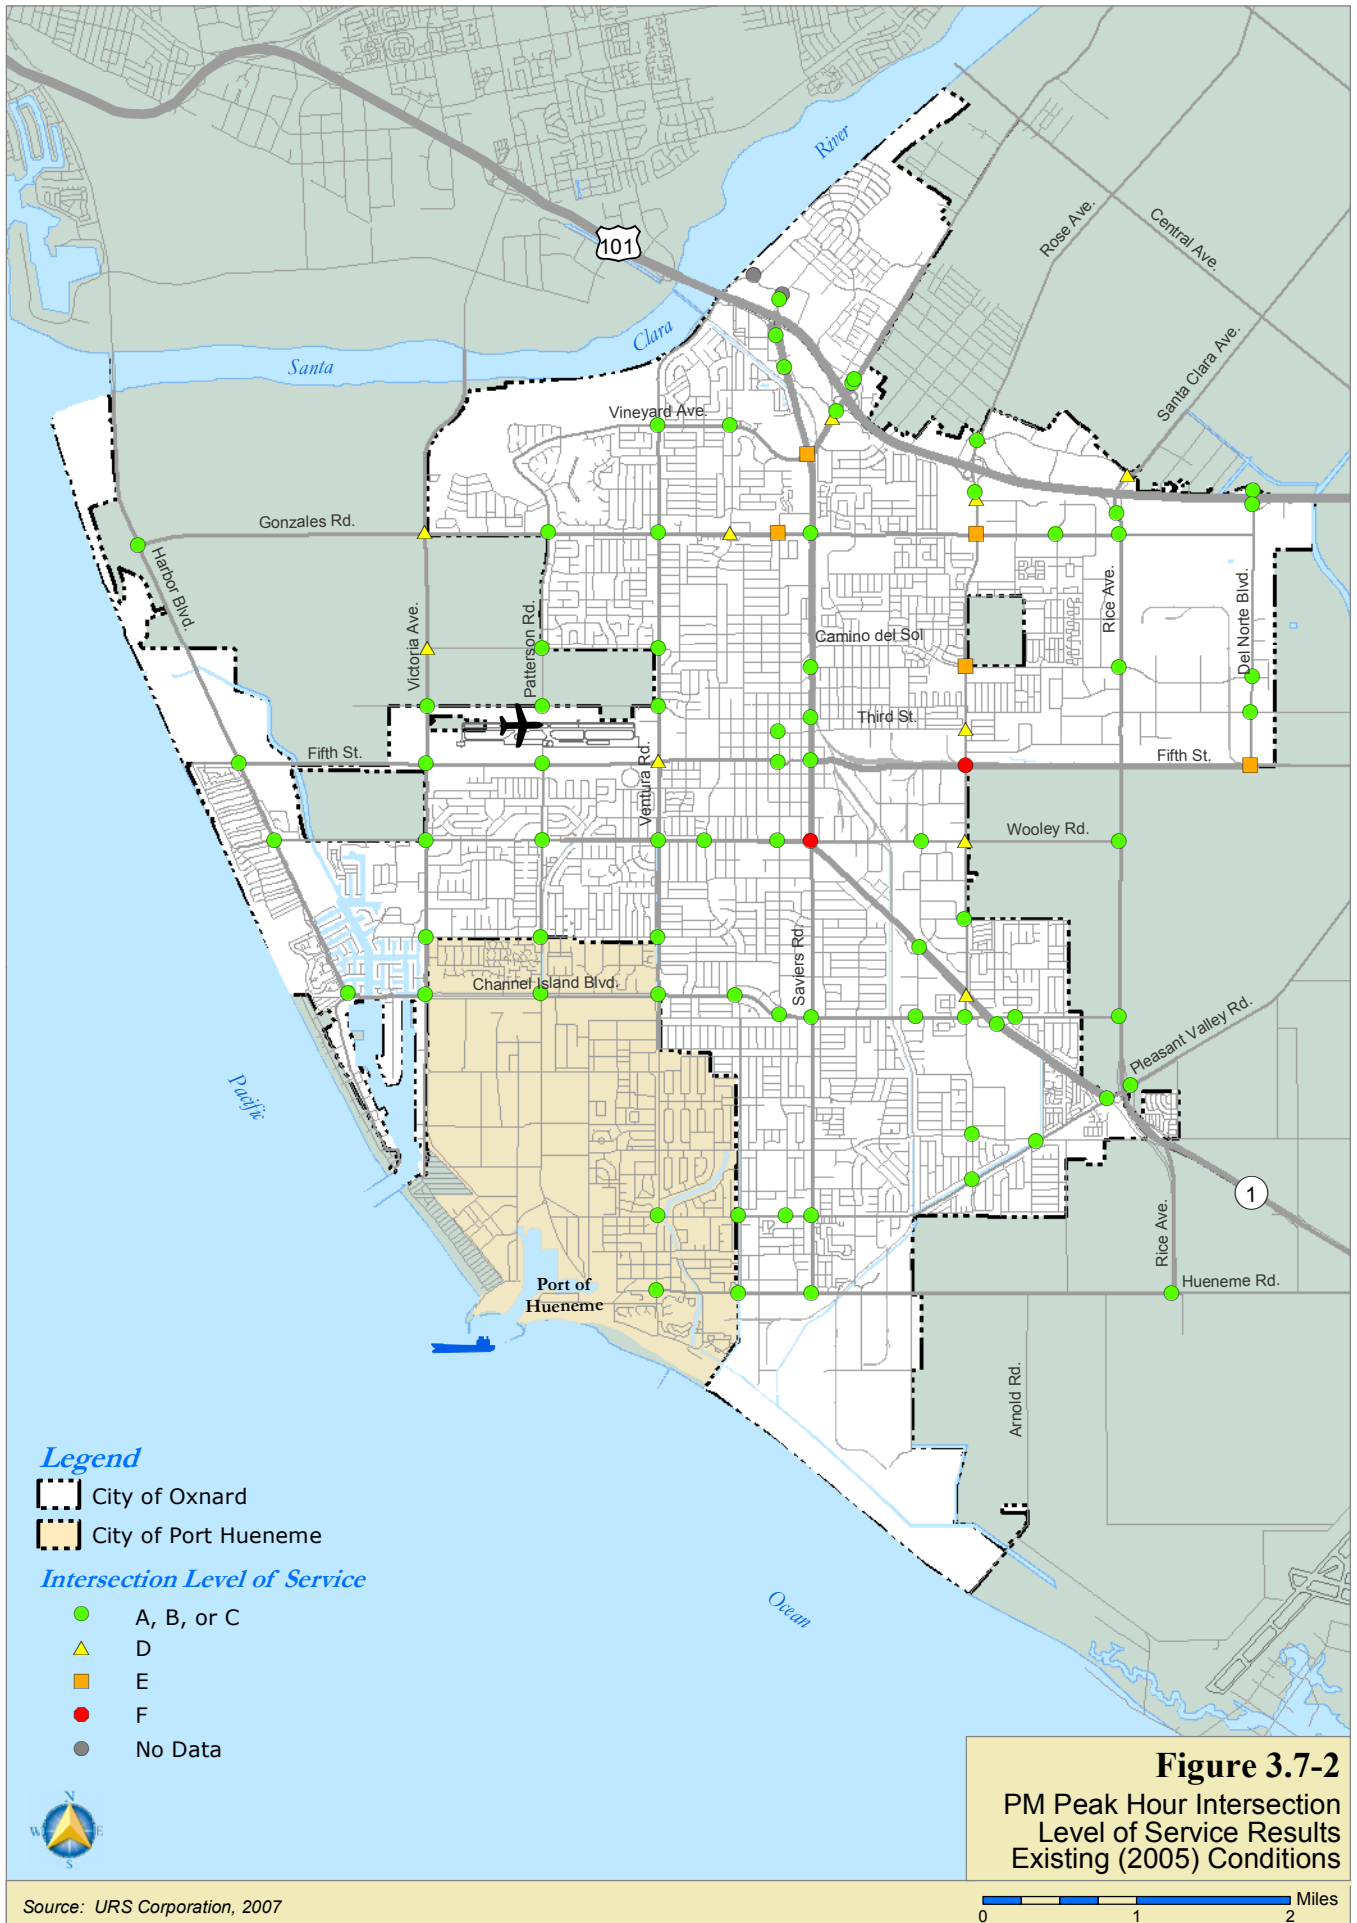 River
101
Rose Ave.
Central Ave.
Santa Clara Ave.
Clara
Santa
Vineyard Ave.
Gonzales Rd.
Harbor Blvd.
Victoria Ave.
Patterson Rd.
Camino del Sol
Rice Ave.
Del Norte Blvd.
Third St.
Fifth St.
Fifth St.
Ventura Rd.
Wooley Rd.
Saviers Rd.
Channel Island Blvd.
Pleasant Valley Rd.
Pacific
1
Rice Ave.
Hueneme Rd.
Port of
Hueneme
Arnold Rd.
Ocean
Legend
City of Oxnard
City of Port Hueneme
Intersection Level of Service
A, B, or C
D
E
F
No Data
N
W E
S
Figure 3.7-2
PM Peak Hour Intersection
Level of Service Results
Existing (2005) Conditions
Source: URS Corporation, 2007
Miles
0 1 2